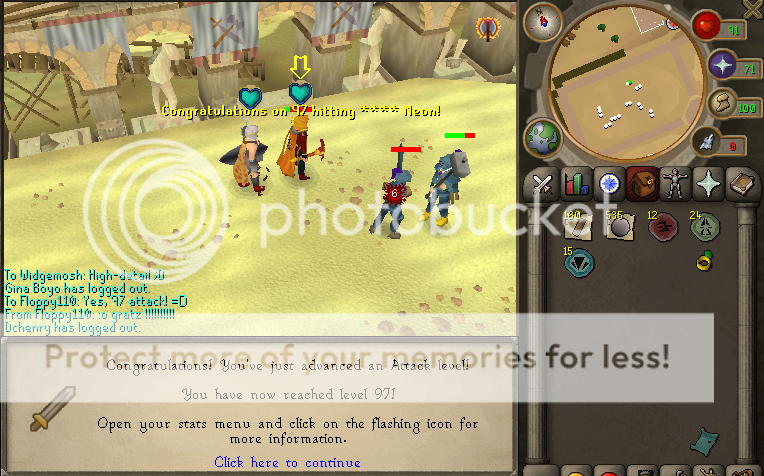 91
71
100
0
Congratulations on 97 hitting **** Neon!
6
160 536 12 24
15
photobucket
To Widgemosh: High-detail :D
Gina Boyo has logged out.
To Floppy110: Yes, 97 attack! =D
From Floppy110: :o gratz !!!!!!!!!
Dchenry has logged out.
Protect more of your memories for less!
Congratulations! You've just advanced an Attack level!
You have now reached level 97!
Open your stats menu and click on the flashing icon for
more information.
Click here to continue